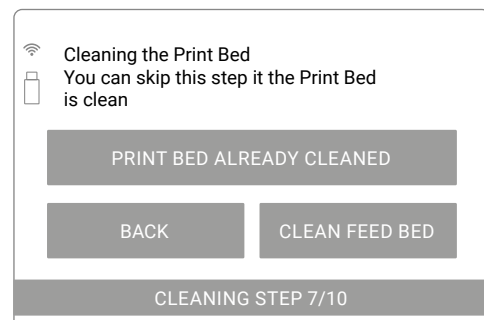 Cleaning the Print Bed
You can skip this step it the Print Bed
is clean
PRINT BED ALREADY CLEANED
BACK
CLEAN FEED BED
CLEANING STEP 7/10